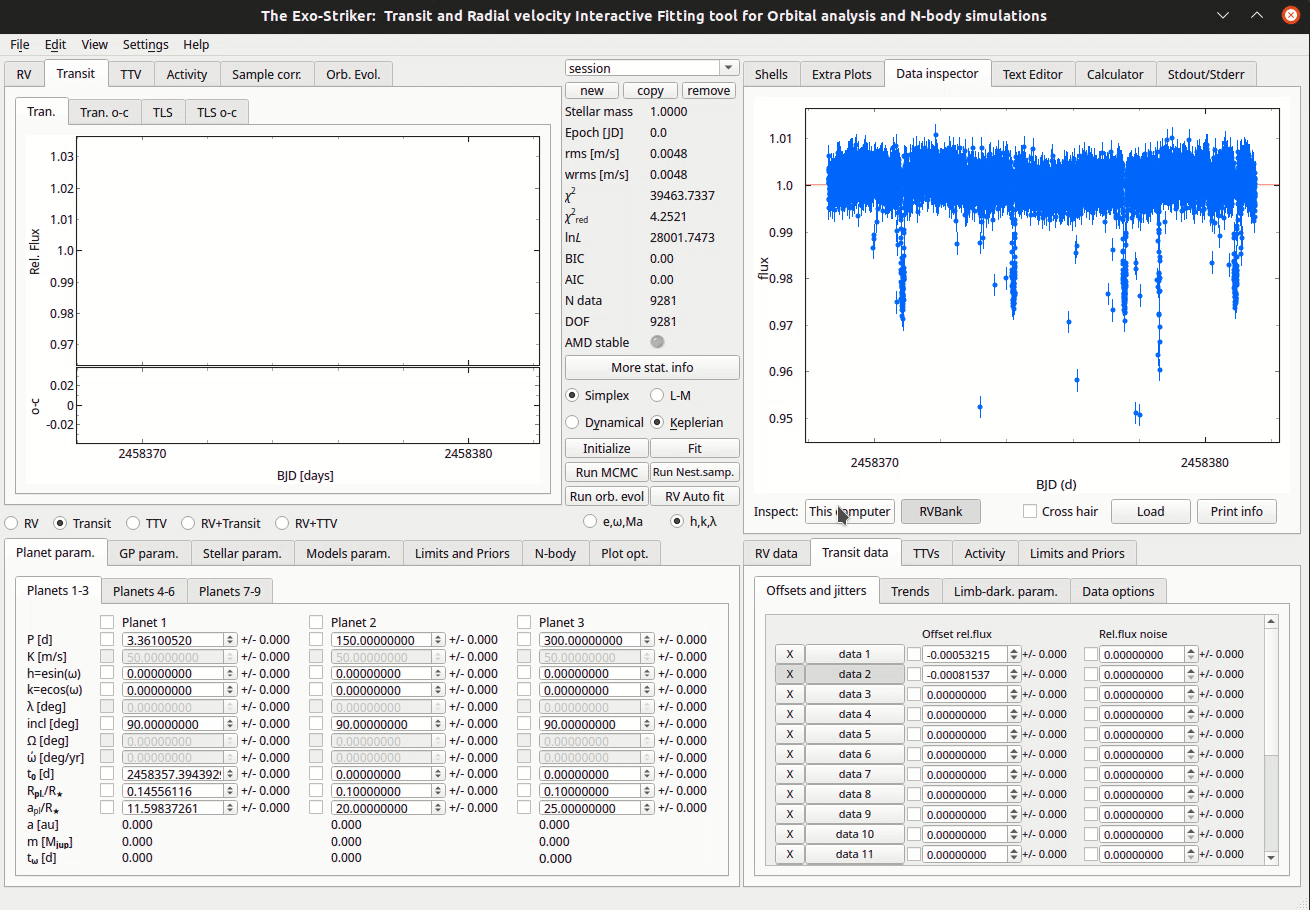 The Exo-Striker: Transit and Radial velocity Interactive Fitting tool for Orbital analysis and N-body simulations
File Edit View Settings Help
RV Transit TTV Activity Sample corr. Orb. Evol.
Tran. Tran. o-c TLS TLS o-c
1.03
1.02
1.01
1.0
0.99
0.98
0.97
Rel. Flux
0.02
0
-0.02
o-c
2458370 2458380
BJD [days]
session
new copy remove
Stellar mass 1.0000
Epoch [JD] 0.0
rms [m/s] 0.0048
wrms [m/s] 0.0048
χ² 39463.7337
χ²red 4.2521
lnL 28001.7473
BIC 0.00
AIC 0.00
N data 9281
DOF 9281
AMD stable
More stat. info
Simplex L-M
Dynamical Keplerian
Initialize Fit
Run MCMC Run Nest.samp.
Run orb. evol RV Auto fit
e,ω,Ma h,k,λ
Shells Extra Plots Data inspector Text Editor Calculator Stdout/Stderr
1.01
1.0
0.99
0.98
0.97
0.96
0.95
flux
2458370 2458380
BJD (d)
Inspect: This computer RVBank Cross hair Load Print info
RV Transit TTV RV+Transit RV+TTV
Planet param. GP param. Stellar param. Models param. Limits and Priors N-body Plot opt.
Planets 1-3 Planets 4-6 Planets 7-9
Planet 1 Planet 2 Planet 3
P [d] 3.36100520 +/- 0.000 150.00000000 +/- 0.000 300.00000000 +/- 0.000
K [m/s] 50.00000000 +/- 0.000 50.00000000 +/- 0.000 50.00000000 +/- 0.000
h=esin(ω) 0.00000000 +/- 0.000 0.00000000 +/- 0.000 0.00000000 +/- 0.000
k=ecos(ω) 0.00000000 +/- 0.000 0.00000000 +/- 0.000 0.00000000 +/- 0.000
λ [deg] 0.00000000 +/- 0.000 0.00000000 +/- 0.000 0.00000000 +/- 0.000
incl [deg] 90.00000000 +/- 0.000 90.00000000 +/- 0.000 90.00000000 +/- 0.000
Ω [deg] 0.00000000 +/- 0.000 0.00000000 +/- 0.000 0.00000000 +/- 0.000
ώ [deg/yr] 0.00000000 +/- 0.000 0.00000000 +/- 0.000 0.00000000 +/- 0.000
t₀ [d] 2458357.3943929 +/- 0.000 0.00000000 +/- 0.000 0.00000000 +/- 0.000
Rpl/R★ 0.14556116 +/- 0.000 0.10000000 +/- 0.000 0.10000000 +/- 0.000
apl/R★ 11.59837261 +/- 0.000 20.00000000 +/- 0.000 25.00000000 +/- 0.000
a [au] 0.000 0.000 0.000
m [Mjup] 0.000 0.000 0.000
tω [d] 0.000 0.000 0.000
RV data Transit data TTVs Activity Limits and Priors
Offsets and jitters Trends Limb-dark. param. Data options
Offset rel.flux Rel.flux noise
X data 1 -0.00053215 +/- 0.000 0.00000000 +/- 0.000
X data 2 -0.00081537 +/- 0.000 0.00000000 +/- 0.000
X data 3 0.00000000 +/- 0.000 0.00000000 +/- 0.000
X data 4 0.00000000 +/- 0.000 0.00000000 +/- 0.000
X data 5 0.00000000 +/- 0.000 0.00000000 +/- 0.000
X data 6 0.00000000 +/- 0.000 0.00000000 +/- 0.000
X data 7 0.00000000 +/- 0.000 0.00000000 +/- 0.000
X data 8 0.00000000 +/- 0.000 0.00000000 +/- 0.000
X data 9 0.00000000 +/- 0.000 0.00000000 +/- 0.000
X data 10 0.00000000 +/- 0.000 0.00000000 +/- 0.000
X data 11 0.00000000 +/- 0.000 0.00000000 +/- 0.000